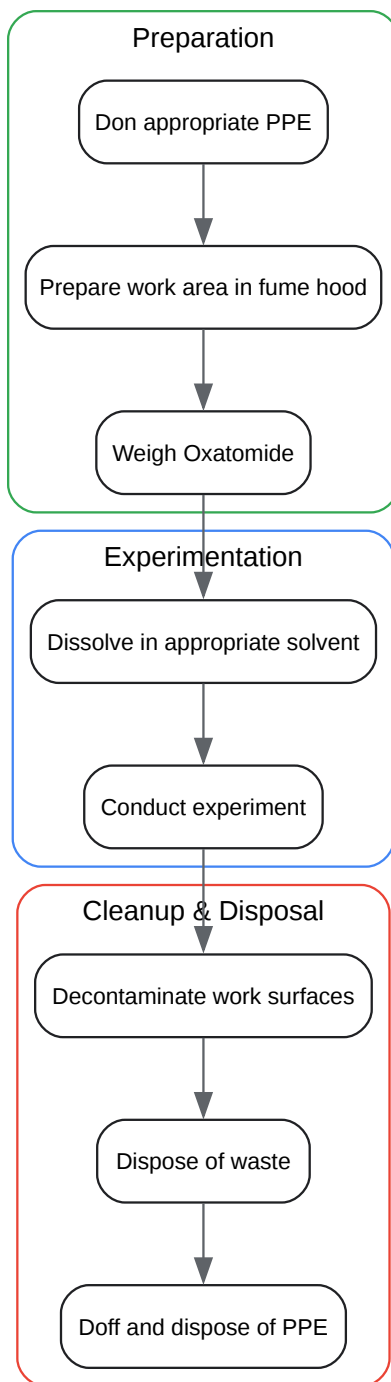 Preparation
Don appropriate PPE
Prepare work area in fume hood
Weigh Oxatomide
Experimentation
Dissolve in appropriate solvent
Conduct experiment
Cleanup & Disposal
Decontaminate work surfaces
Dispose of waste
Doff and dispose of PPE